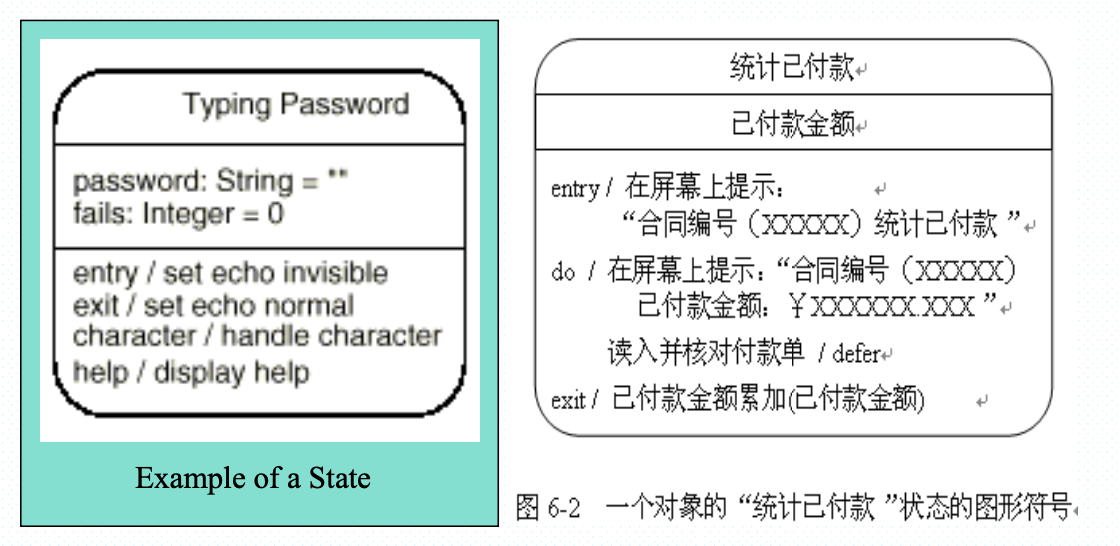 Typing Password
password: String = ""
fails: Integer = 0
entry / set echo invisible
exit / set echo normal
character / handle character
help / display help
Example of a State
统计已付款↵
已付款金额↵
entry / 在屏幕上提示： ↵
“合同编号（XXXXX）统计已付款 ”↵
do / 在屏幕上提示：“合同编号（XXXXX）
已付款金额：￥XXXXXXX.XXX ”↵
读入并核对付款单 / defer↵
exit / 已付款金额累加(已付款金额) ↵
图 6-2 一个对象的“统计已付款 ”状态的图形符号↵